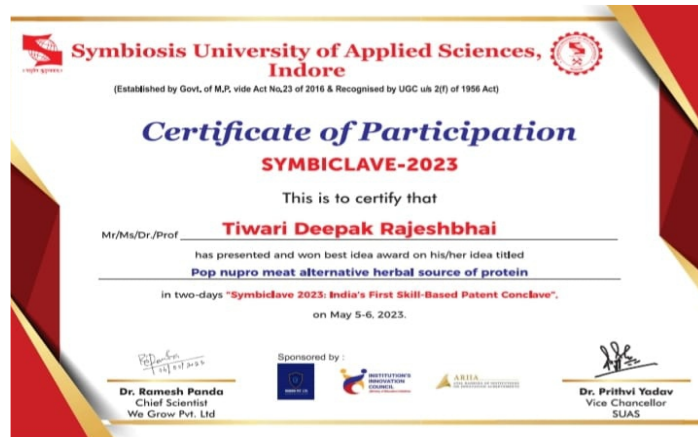 Symbiosis University of Applied Sciences,
Indore
(Established by Govt. of M.P. vide Act No.23 of 2016 & Recognised by UGC u/s 2(f) of 1956 Act)
Certificate of Participation
SYMBICLAVE-2023
This is to certify that
Mr/Ms/Dr./Prof Tiwari Deepak Rajeshbhai
has presented and won best idea award on his/her idea titled
Pop nupro meat alternative herbal source of protein
in two-days "Symbiclave 2023: India's First Skill-Based Patent Conclave",
on May 5-6, 2023.
Sponsored by :
INSTITUTION'S
INNOVATION
COUNCIL
ARIIA
Dr. Ramesh Panda
Chief Scientist
We Grow Pvt. Ltd
Dr. Prithvi Yadav
Vice Chancellor
SUAS